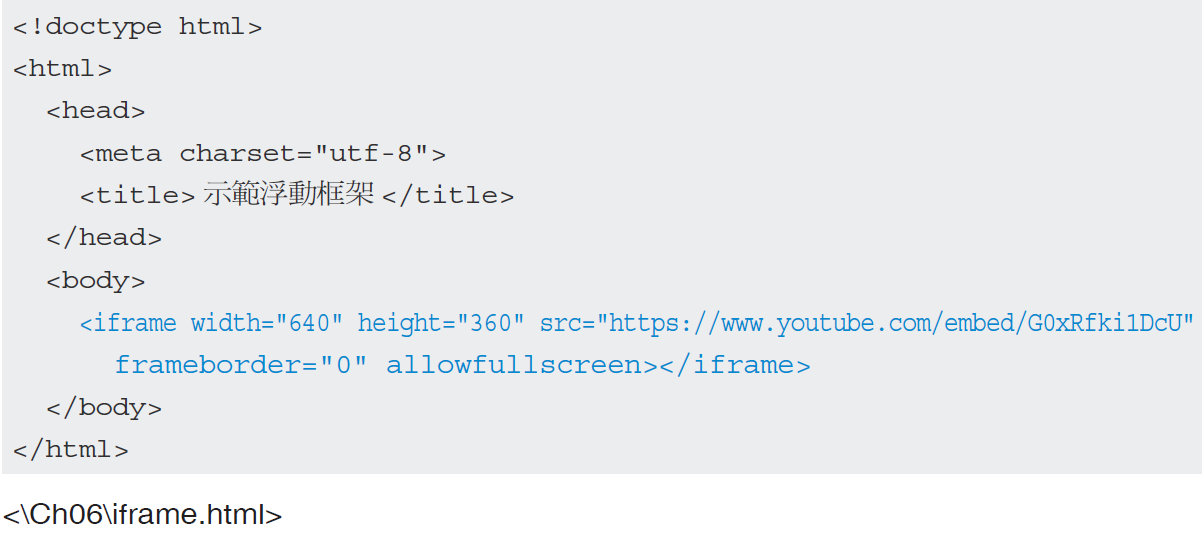 <!doctype html>
<html>
  <head>
    <meta charset="utf-8">
    <title> 示範浮動框架 </title>
  </head>
  <body>
    <iframe width="640" height="360" src="https://www.youtube.com/embed/G0xRfki1DcU"
      frameborder="0" allowfullscreen></iframe>
  </body>
</html>
<\Ch06\iframe.html>